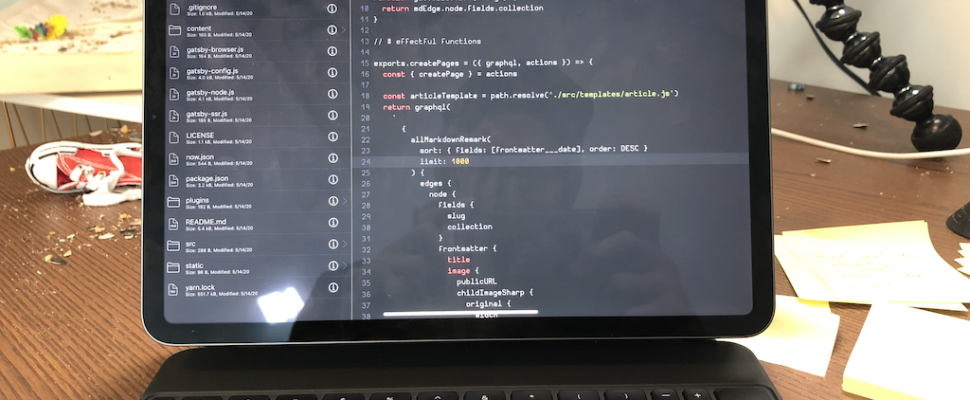 .gitignore
Size: 1.0 kB, Modified: 5/14/20
content
Size: 160 B, Modified: 5/14/20
gatsby-browser.js
Size: 164 B, Modified: 5/14/20
gatsby-config.js
Size: 4.0 kB, Modified: 5/14/20
gatsby-node.js
Size: 4.1 kB, Modified: 5/14/20
gatsby-ssr.js
Size: 185 B, Modified: 5/14/20
LICENSE
Size: 1.1 kB, Modified: 5/14/20
now.json
Size: 544 B, Modified: 5/14/20
package.json
Size: 3.2 kB, Modified: 5/14/20
plugins
Size: 192 B, Modified: 5/14/20
README.md
Size: 5.4 kB, Modified: 5/14/20
src
Size: 288 B, Modified: 5/14/20
static
Size: 96 B, Modified: 5/14/20
yarn.lock
Size: 551.7 kB, Modified: 5/14/20
10 return mdEdge.node.fields.collection
11 }
12
13 // # effectful functions
14
15 exports.createPages = ({ graphql, actions }) => {
16 const { createPage } = actions
17
18 const articleTemplate = path.resolve('./src/templates/article.js')
19 return graphql(
20 `
21 {
22 allMarkdownRemark(
23 sort: { fields: [frontmatter___date], order: DESC }
24 limit: 1000
25 ) {
26 edges {
27 node {
28 fields {
29 slug
30 collection
31 }
32 frontmatter {
33 title
34 image {
35 publicURL
36 childImageSharp {
37 original {
38 width